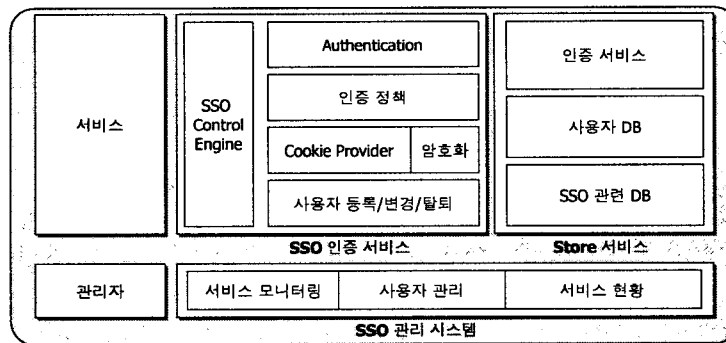 서비스
SSO
Control
Engine
Authentication
인증 정책
Cookie Provider
암호화
사용자 등록/변경/탈퇴
SSO 인증 서비스
인증 서비스
사용자 DB
SSO 관련 DB
Store 서비스
관리자
서비스 모니터링
사용자 관리
서비스 현황
SSO 관리 시스템